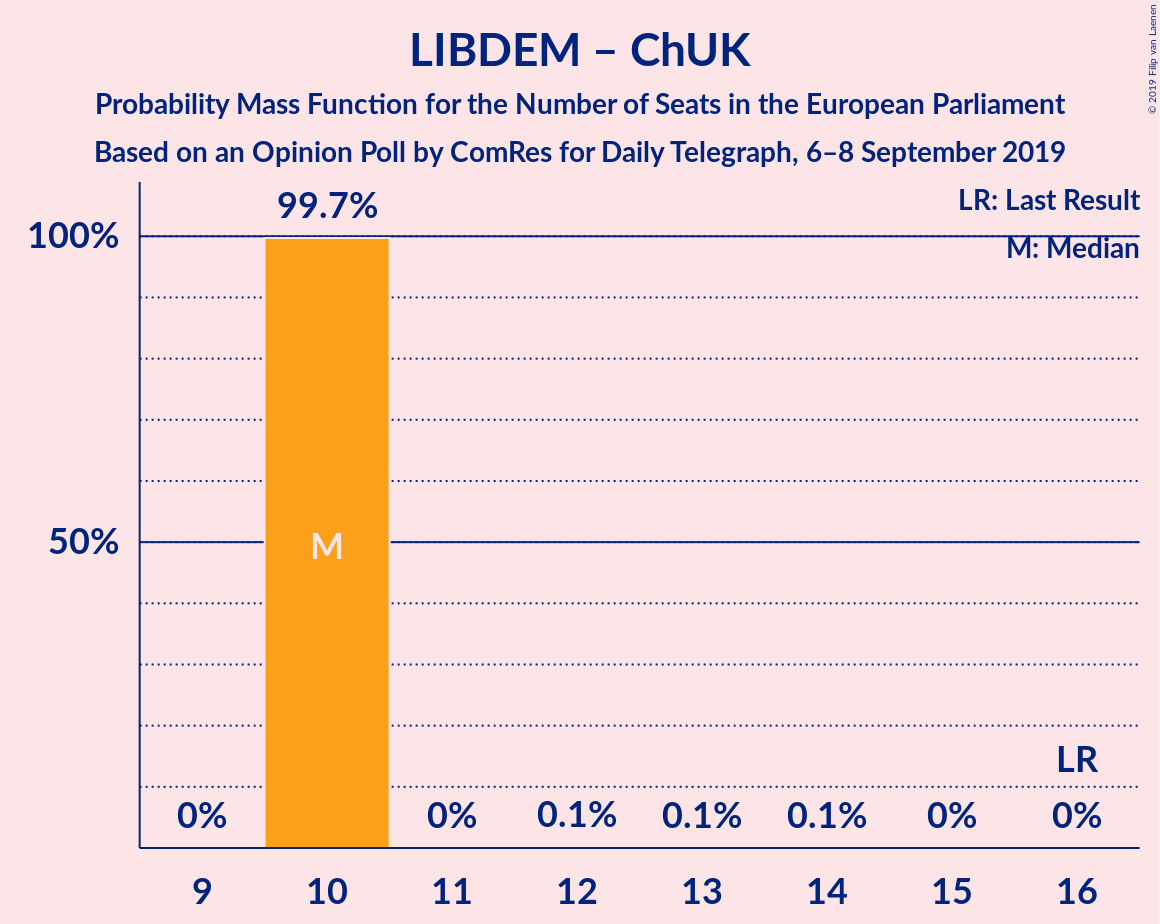 LIBDEM – ChUK
Probability Mass Function for the Number of Seats in the European Parliament
Based on an Opinion Poll by ComRes for Daily Telegraph, 6–8 September 2019
© 2019 Filip van Laenen
LR: Last Result
M: Median
99.7%
100%
50%
M
LR
0% 0% 0.1% 0.1% 0.1% 0% 0%
9 10 11 12 13 14 15 16